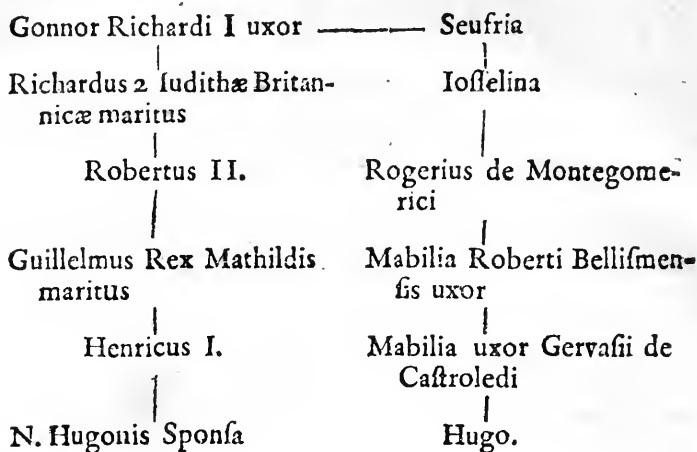 Gonnor Richardi I uxor ——— Seufria
Richardus 2 Iudithæ Britan-
nicæ maritus
Ioſſelina
Robertus II.
Rogerius de Montegome-
rici
Guillelmus Rex Mathildis
maritus
Mabilia Roberti Belliſmen-
ſis uxor
Henricus I.
Mabilia uxor Gervaſii de
Caſtroledi
N. Hugonis Sponſa
Hugo.